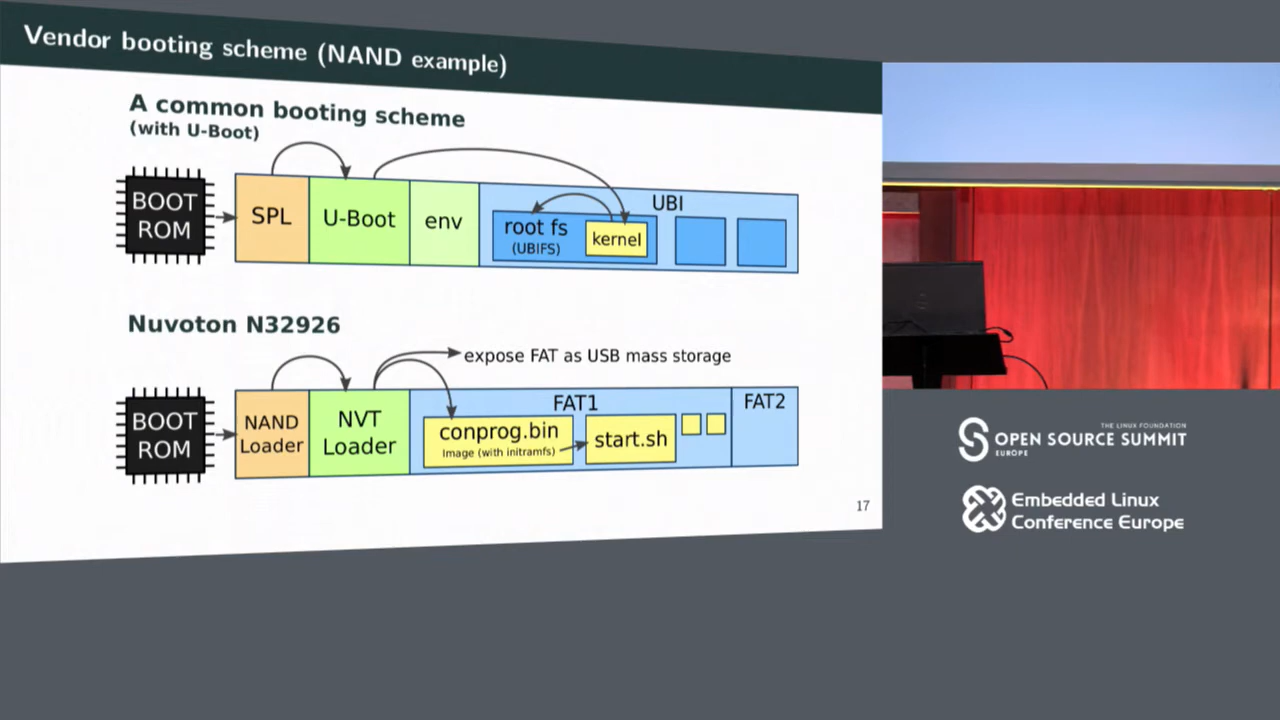 Vendor booting scheme (NAND example)
A common booting scheme
(with U-Boot)
BOOT
ROM
SPL
U-Boot
env
UBI
root fs
(UBIFS)
kernel
Nuvoton N32926
expose FAT as USB mass storage
BOOT
ROM
NAND
Loader
NVT
Loader
FAT1
conprog.bin
Image (with initramfs)
start.sh
FAT2
17
THE LINUX FOUNDATION
OPEN SOURCE SUMMIT
EUROPE
Embedded Linux
Conference Europe